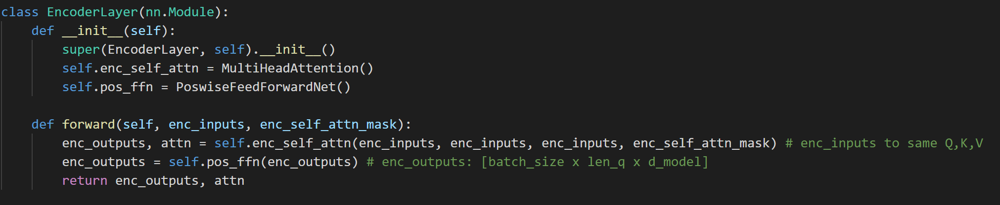 class EncoderLayer(nn.Module):
    def __init__(self):
        super(EncoderLayer, self).__init__()
        self.enc_self_attn = MultiHeadAttention()
        self.pos_ffn = PoswiseFeedForwardNet()
    def forward(self, enc_inputs, enc_self_attn_mask):
        enc_outputs, attn = self.enc_self_attn(enc_inputs, enc_inputs, enc_inputs, enc_self_attn_mask) # enc_inputs to same Q,K,V
        enc_outputs = self.pos_ffn(enc_outputs) # enc_outputs: [batch_size x len_q x d_model]
        return enc_outputs, attn